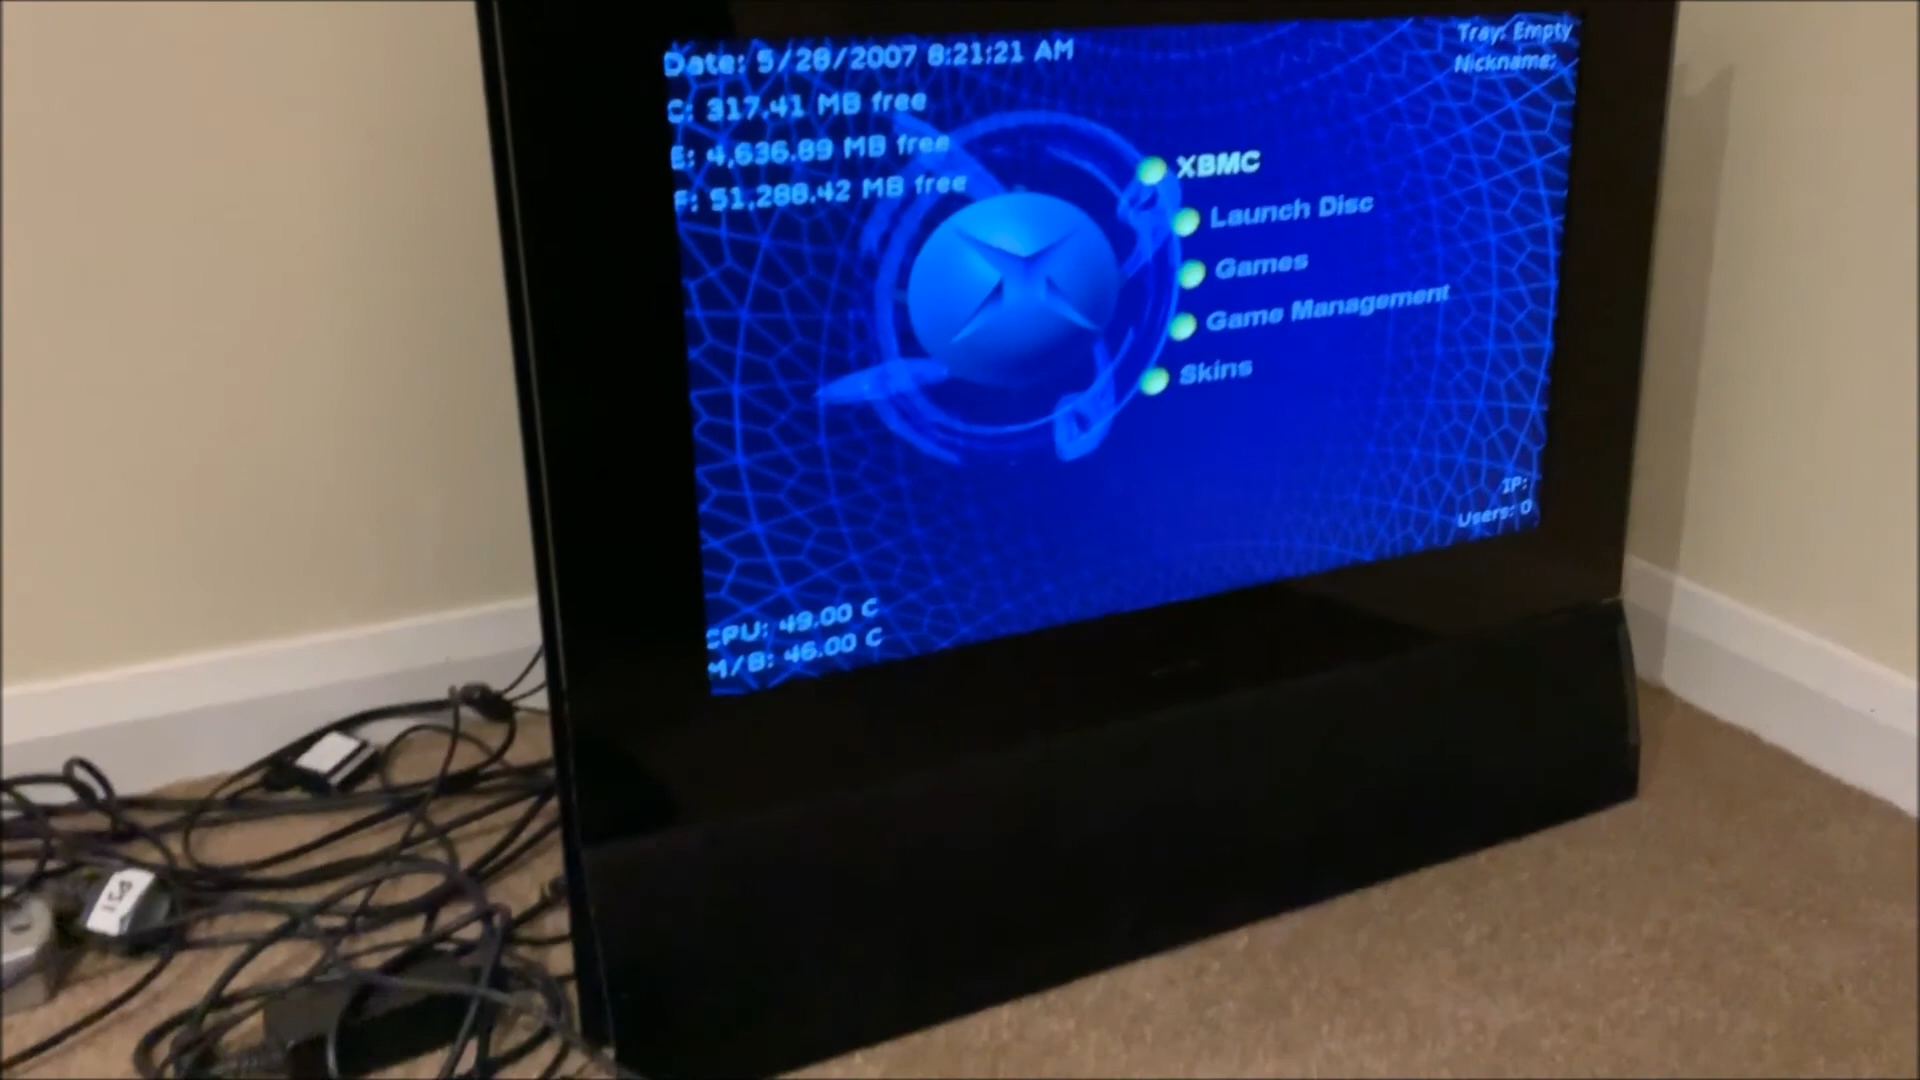 Date: 5/28/2007 8:21:21 AM
C: 317.41 MB free
E: 4,636.89 MB free
F: 51,288.42 MB free
Tray: Empty
Nickname:
XBMC
Launch Disc
Games
Game Management
Skins
IP:
Users: 0
CPU: 49.00 C
M/B: 46.00 C
PS1